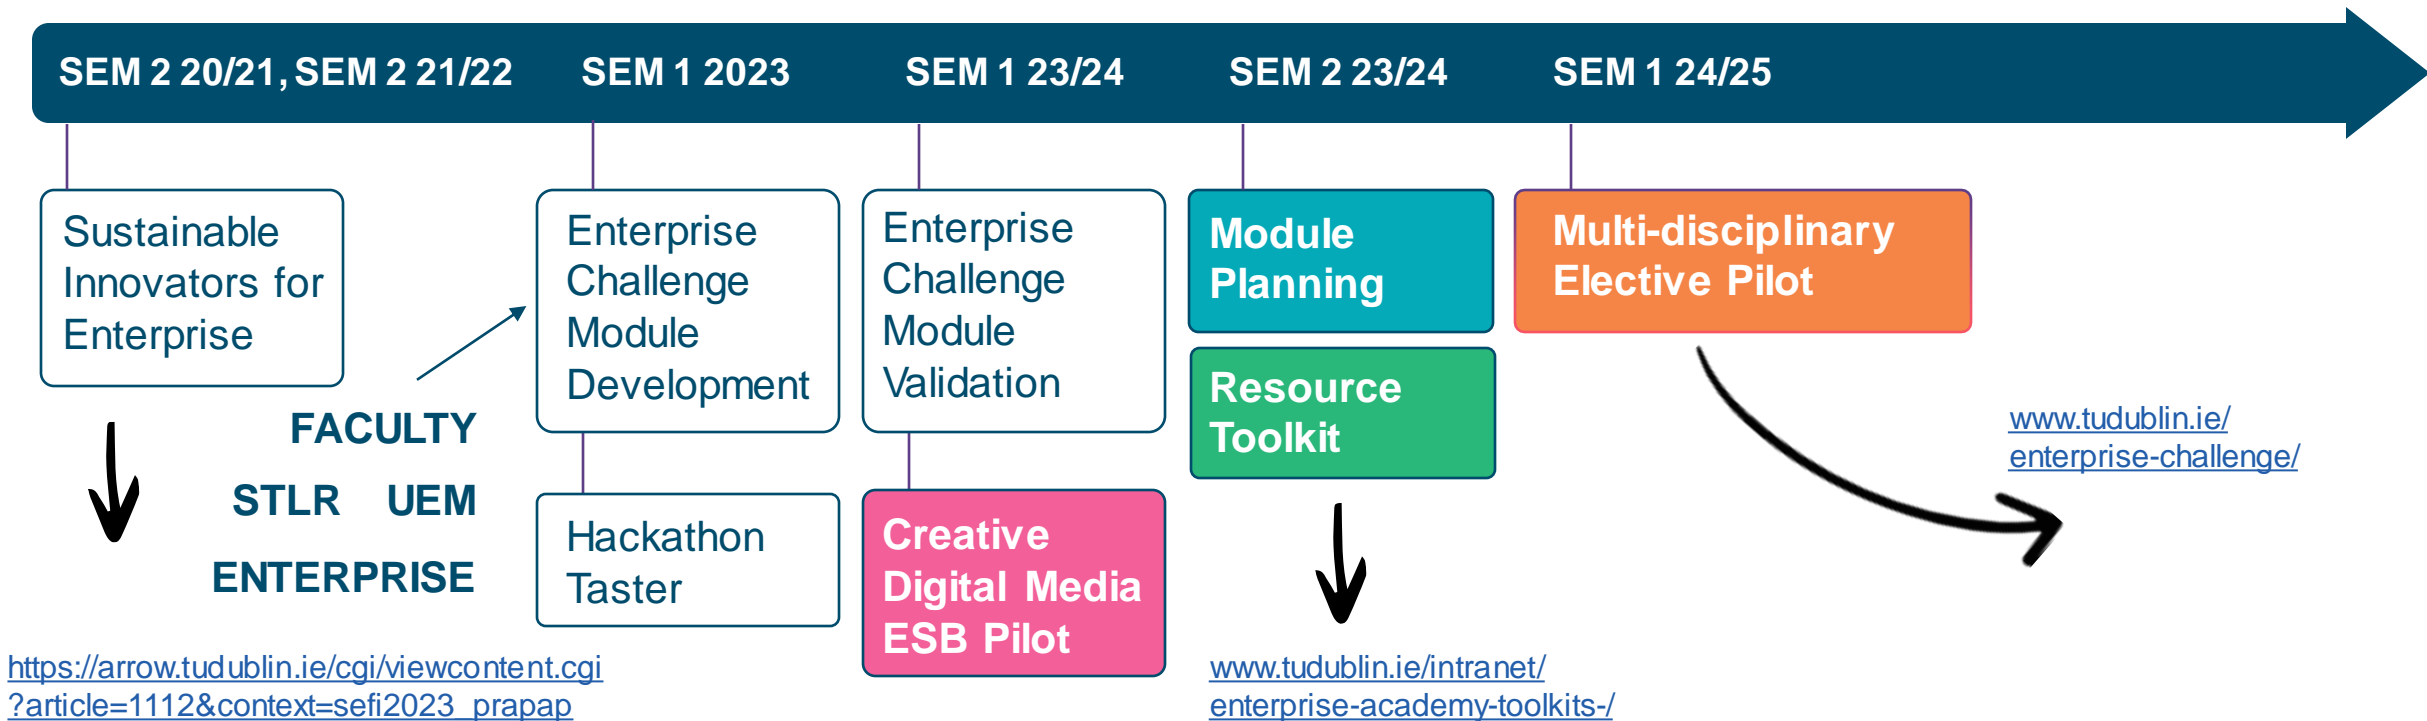 SEM 2 20/21, SEM 2 21/22
SEM 1 2023
SEM 1 23/24
SEM 2 23/24
SEM 1 24/25
Sustainable
Innovators for
Enterprise
FACULTY
STLR UEM
ENTERPRISE
https://arrow.tudublin.ie/cgi/viewcontent.cgi
?article=1112&context=sefi2023_prapap
Enterprise
Challenge
Module
Development
Hackathon
Taster
Enterprise
Challenge
Module
Validation
Creative
Digital Media
ESB Pilot
Module
Planning
Resource
Toolkit
www.tudublin.ie/intranet/
enterprise-academy-toolkits-/
Multi-disciplinary
Elective Pilot
www.tudublin.ie/
enterprise-challenge/